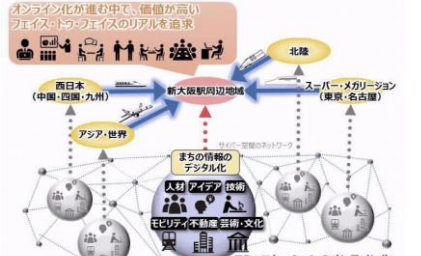 オンライン化が進む中で、価値が高い
フェイス・トゥ・フェイスのリアルを追求
北陸
西日本
(中国・四国・九州)
新大阪駅周辺地域
スーパー・メガリージョン
(東京・名古屋)
アジア・世界
サイバー空間のネットワーク
まちの情報の
デジタル化
人材 アイデア 技術
モビリティ 不動産 芸術・文化